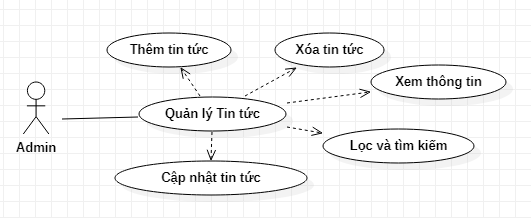 Thêm tin tức
Xóa tin tức
Xem thông tin
Quản lý Tin tức
Admin
Lọc và tìm kiếm
Cập nhật tin tức